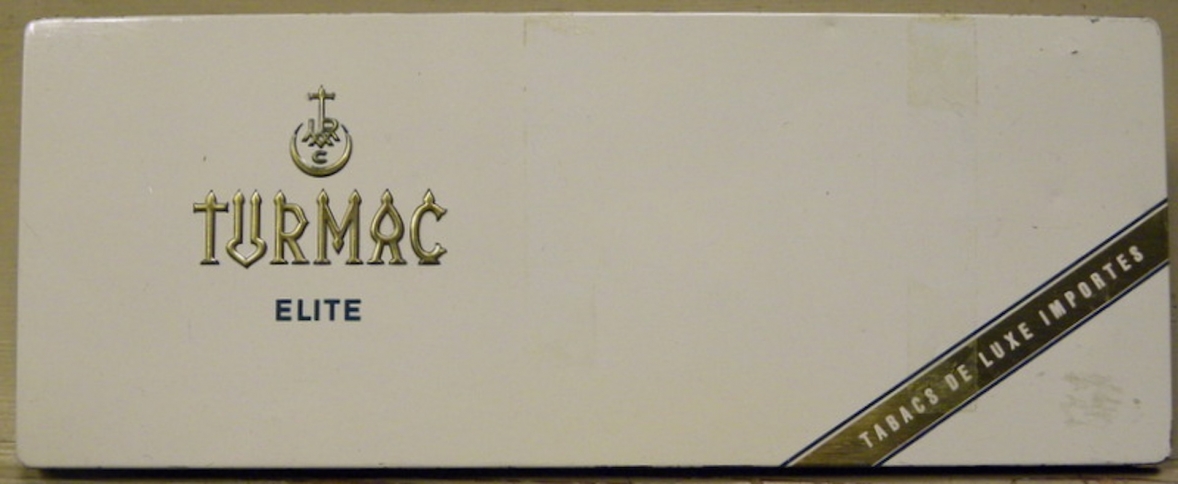 TURMAC
ELITE
TABACS DE LUXE IMPORTES